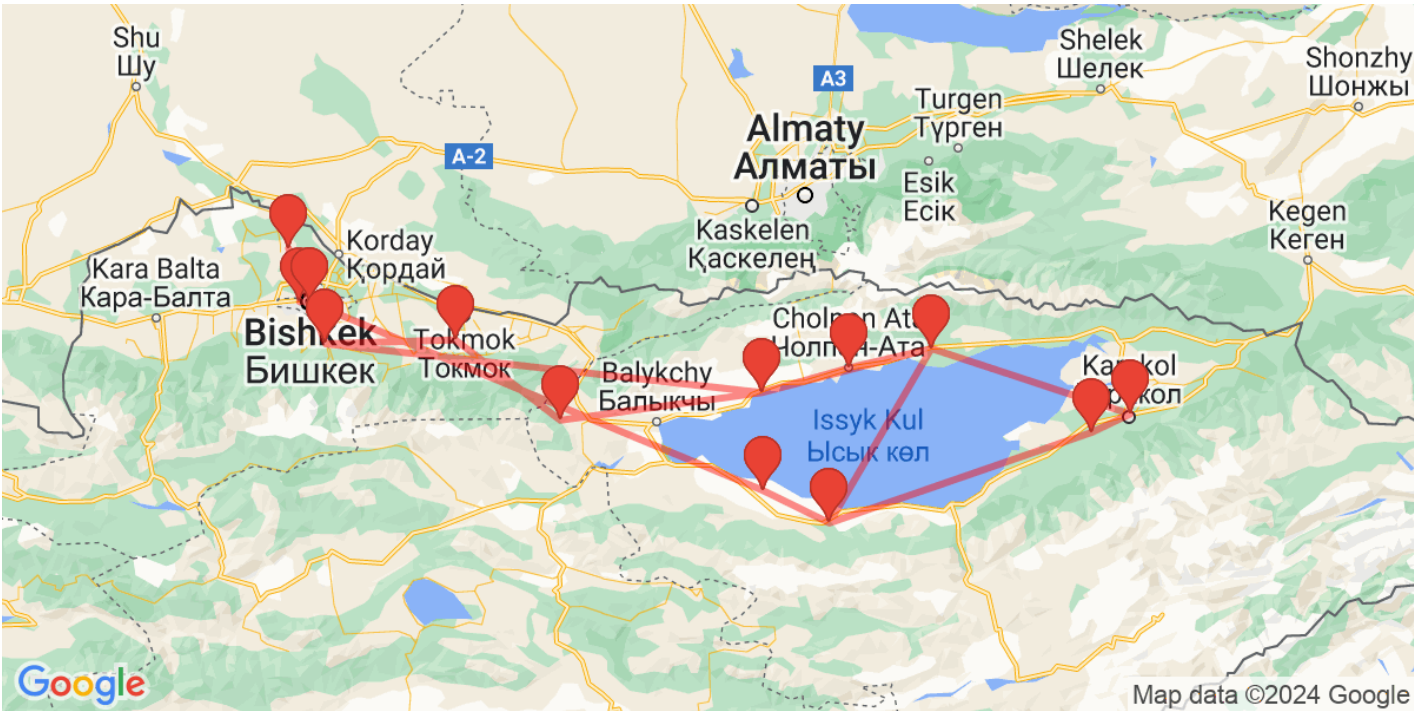 Shu
Шу
Shelek
Шелек
Shonzhy
Шонжы
A3
Turgen
Түрген
Almaty
Алматы
A-2
Esik
Есік
Kaskelen
Қаскелең
Kegen
Кеген
Korday
Қордай
Kara Balta
Кара-Балта
Bishkek
Бишкек
Tokmok
Токмок
Balykchy
Балыкчы
Issyk Kul
Ысык көл
Google
Map data ©2024 Google